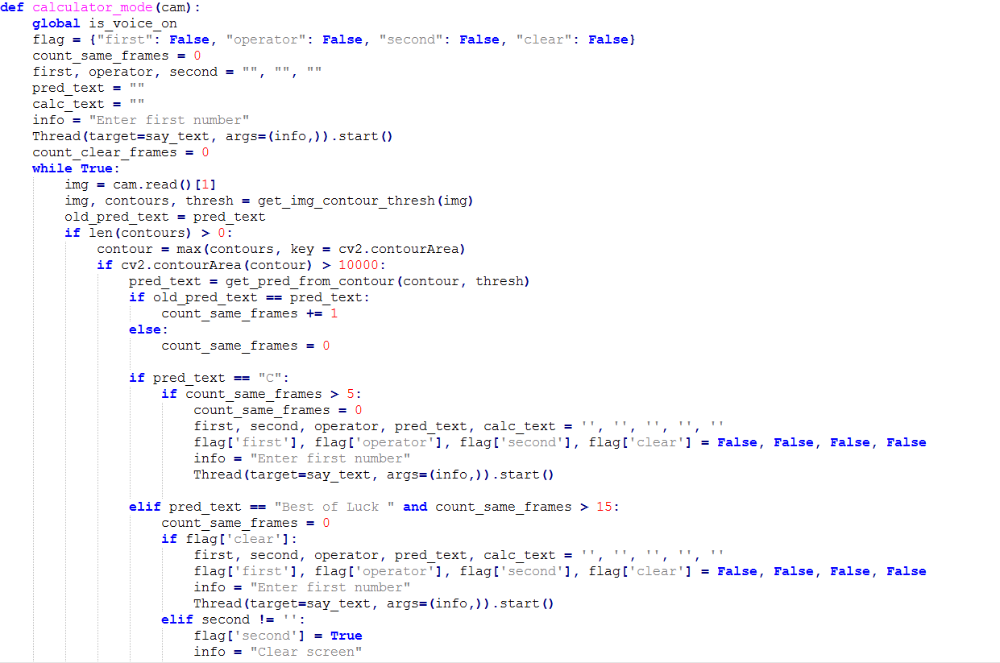 def calculator_mode(cam):
    global is_voice_on
    flag = {"first": False, "operator": False, "second": False, "clear": False}
    count_same_frames = 0
    first, operator, second = "", "", ""
    pred_text = ""
    calc_text = ""
    info = "Enter first number"
    Thread(target=say_text, args=(info,)).start()
    count_clear_frames = 0
    while True:
        img = cam.read()[1]
        img, contours, thresh = get_img_contour_thresh(img)
        old_pred_text = pred_text
        if len(contours) > 0:
            contour = max(contours, key = cv2.contourArea)
            if cv2.contourArea(contour) > 10000:
                pred_text = get_pred_from_contour(contour, thresh)
                if old_pred_text == pred_text:
                    count_same_frames += 1
                else:
                    count_same_frames = 0

                if pred_text == "C":
                    if count_same_frames > 5:
                        count_same_frames = 0
                        first, second, operator, pred_text, calc_text = '', '', '', '', ''
                        flag['first'], flag['operator'], flag['second'], flag['clear'] = False, False, False, False
                        info = "Enter first number"
                        Thread(target=say_text, args=(info,)).start()

                elif pred_text == "Best of Luck " and count_same_frames > 15:
                    count_same_frames = 0
                    if flag['clear']:
                        first, second, operator, pred_text, calc_text = '', '', '', '', ''
                        flag['first'], flag['operator'], flag['second'], flag['clear'] = False, False, False, False
                        info = "Enter first number"
                        Thread(target=say_text, args=(info,)).start()
                    elif second != '':
                        flag['second'] = True
                        info = "Clear screen"